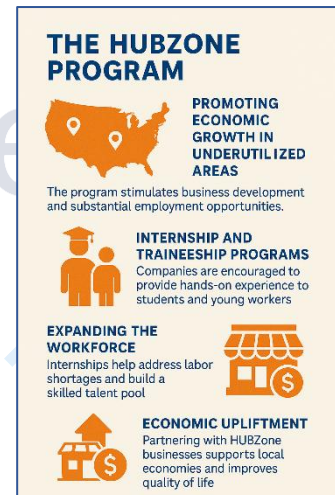 THE HUBZONE
PROGRAM
PROMOTING
ECONOMIC
GROWTH IN
UNDERUTILIZED
AREAS
The program stimulates business development
and substantial employment opportunities.
INTERNSHIP AND
TRAINEESHIP PROGRAMS
Companies are encouraged to
provide hands-on experience to
students and young workers
EXPANDING THE
WORKFORCE
Internships help address labor
shortages and build a
skilled talent pool
$
ECONOMIC UPLIFTMENT
Partnering with HUBZone
businesses supports local
economies and improves
quality of life
$